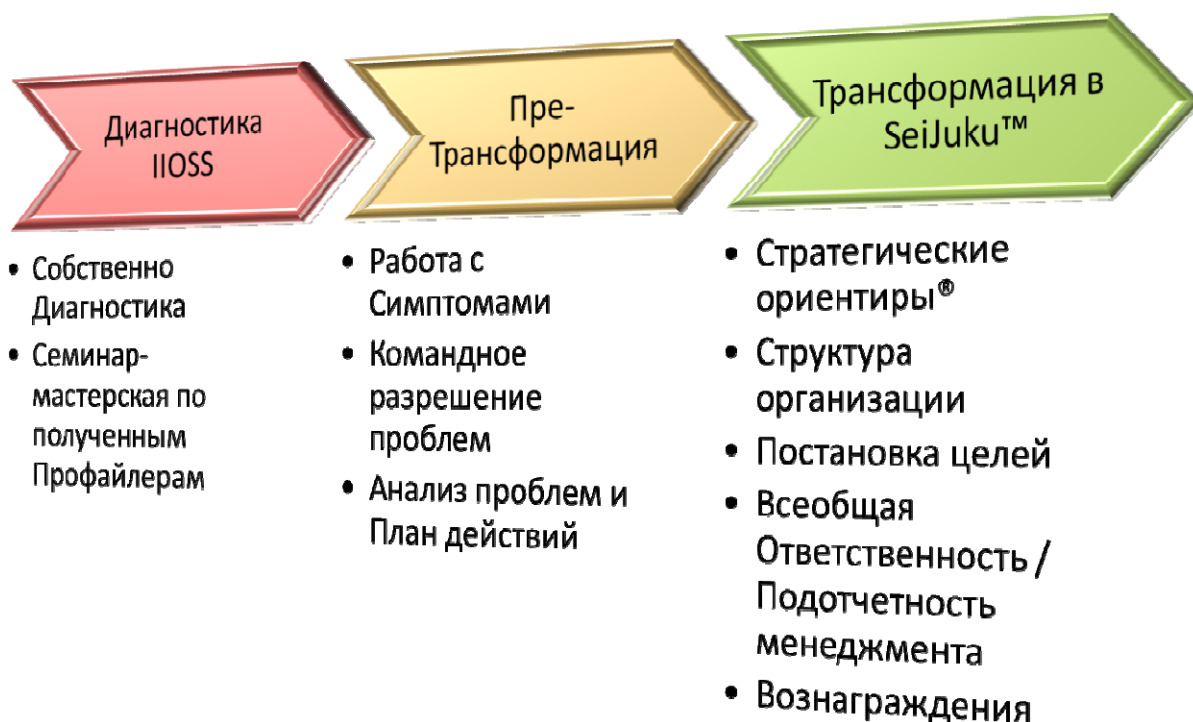 Диагностика
IIOSS
Пре-
Трансформация
Трансформация в
SeiJuku™
• Собственно
Диагностика
• Семинар-
мастерская по
полученным
Профайлерам
• Работа с
Симптомами
• Командное
разрешение
проблем
• Анализ проблем и
План действий
• Стратегические
ориентиры®
• Структура
организации
• Постановка целей
• Всеобщая
Ответственность /
Подотчетность
менеджмента
• Вознаграждения